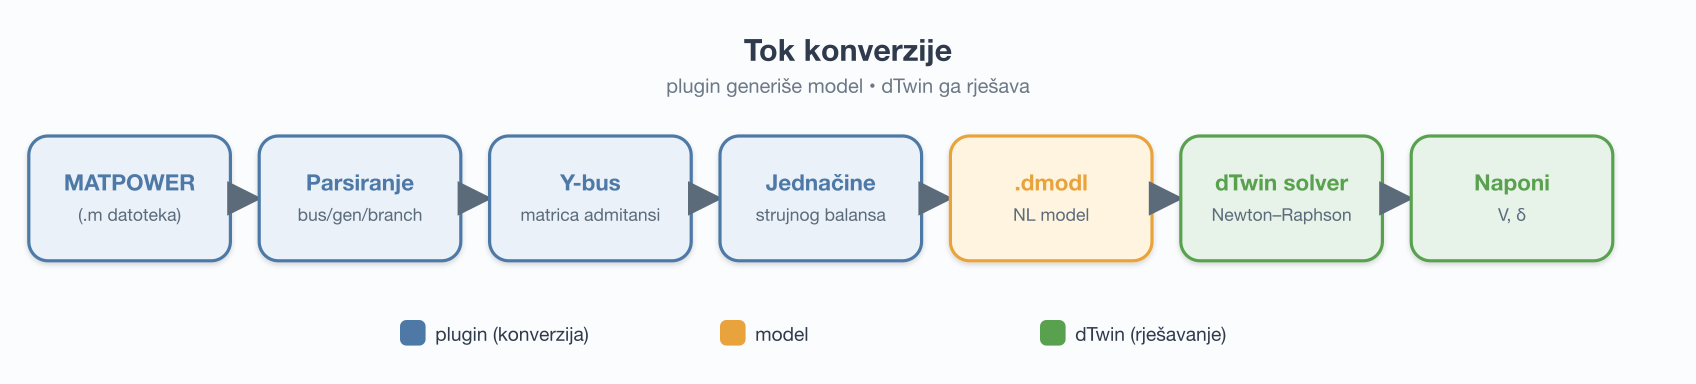 Tok konverzije
plugin generiše model • dTwin ga rješava
MATPOWER
(.m datoteka)
Parsiranje
bus/gen/branch
Y-bus
matrica admitansi
Jednačine
strujnog balansa
.dmodl
NL model
dTwin solver
Newton–Raphson
Naponi
V, δ
plugin (konverzija)
model
dTwin (rješavanje)